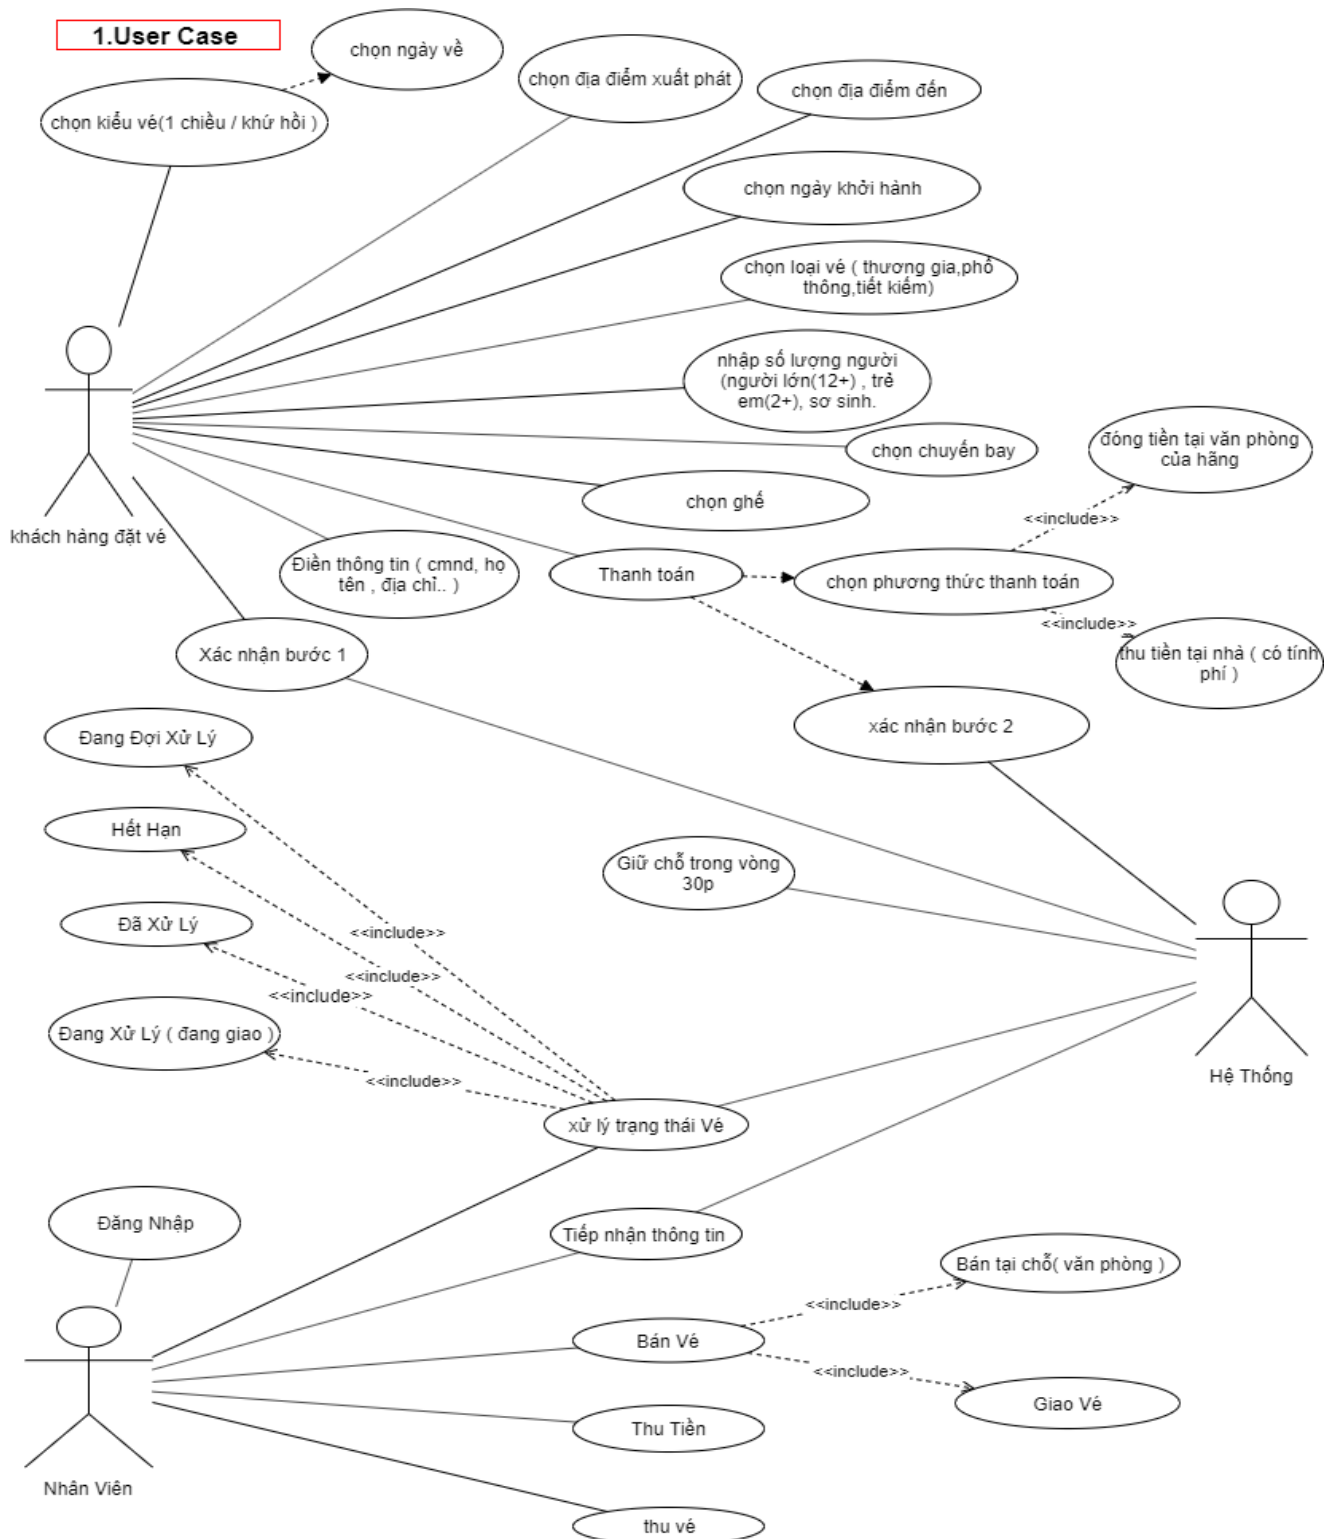 1.User Case
chọn ngày về
chọn kiểu vé(1 chiều / khứ hồi )
chọn địa điểm xuất phát
chọn địa điểm đến
chọn ngày khởi hành
chọn loại vé ( thương gia,phổ
thông,tiết kiếm)
nhập số lượng người
(người lớn(12+) , trẻ
em(2+), sơ sinh.
chọn chuyến bay
chọn ghế
đóng tiền tại văn phòng
của hãng
<<include>>
khách hàng đặt vé
Điền thông tin ( cmnd, họ
tên , địa chỉ.. )
Thanh toán
chọn phương thức thanh toán
<<include>>
thu tiền tại nhà ( có tính
phí )
Xác nhận bước 1
xác nhận bước 2
Đang Đợi Xử Lý
Hết Hạn
Giữ chỗ trong vòng
30p
Đã Xử Lý
<<include>>
<<include>>
<<include>>
Đang Xử Lý ( đang giao )
<<include>>
Hệ Thống
xử lý trạng thái Vé
Đăng Nhập
Tiếp nhận thông tin
Bán tại chỗ( văn phòng )
<<include>>
Bán Vé
<<include>>
Giao Vé
Thu Tiền
Nhân Viên
thu vé